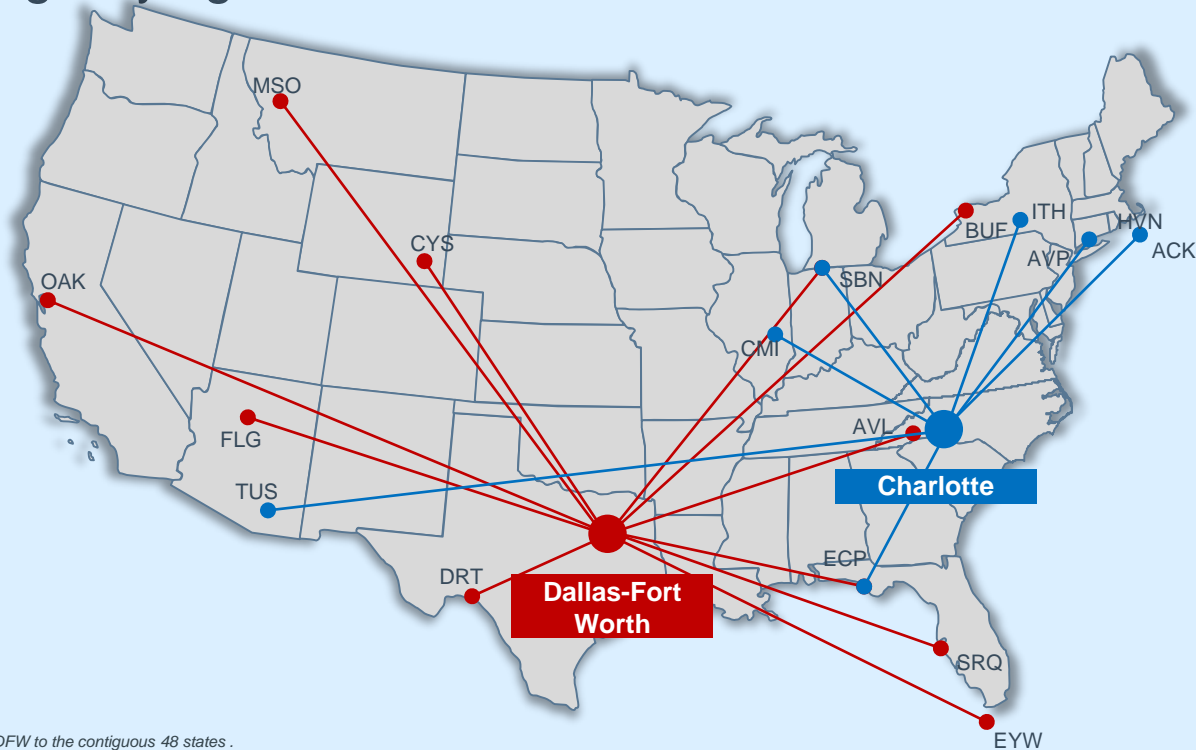 MSO
CYS
OAK
FLG
TUS
DRT
Dallas-Fort
Worth
BUF
ITH
HVN
AVP
ACK
SBN
CMI
AVL
Charlotte
ECP
SRQ
EYW
DFW to the contiguous 48 states .